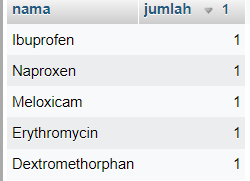 nama jumlah 1
Ibuprofen 1
Naproxen 1
Meloxicam 1
Erythromycin 1
Dextromethorphan 1